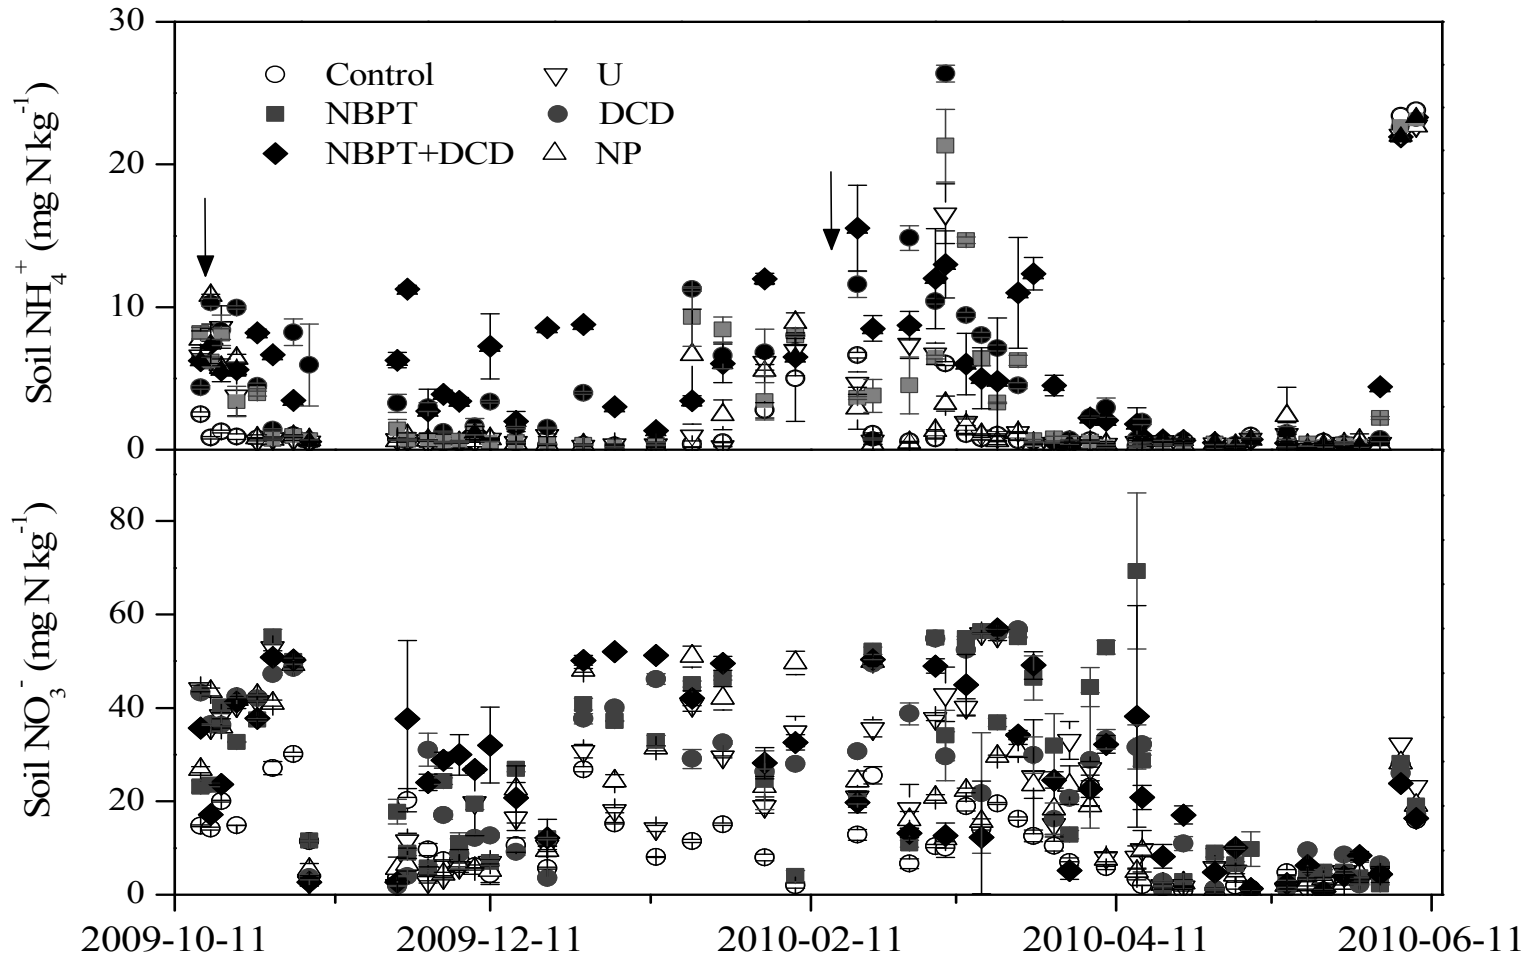 30
20
10
0
Soil NH₄⁺ (mg N kg⁻¹)
Control
U
NBPT
DCD
NBPT+DCD
NP
80
60
40
20
0
Soil NO₃⁻ (mg N kg⁻¹)
2009-10-11
2009-12-11
2010-02-11
2010-04-11
2010-06-11